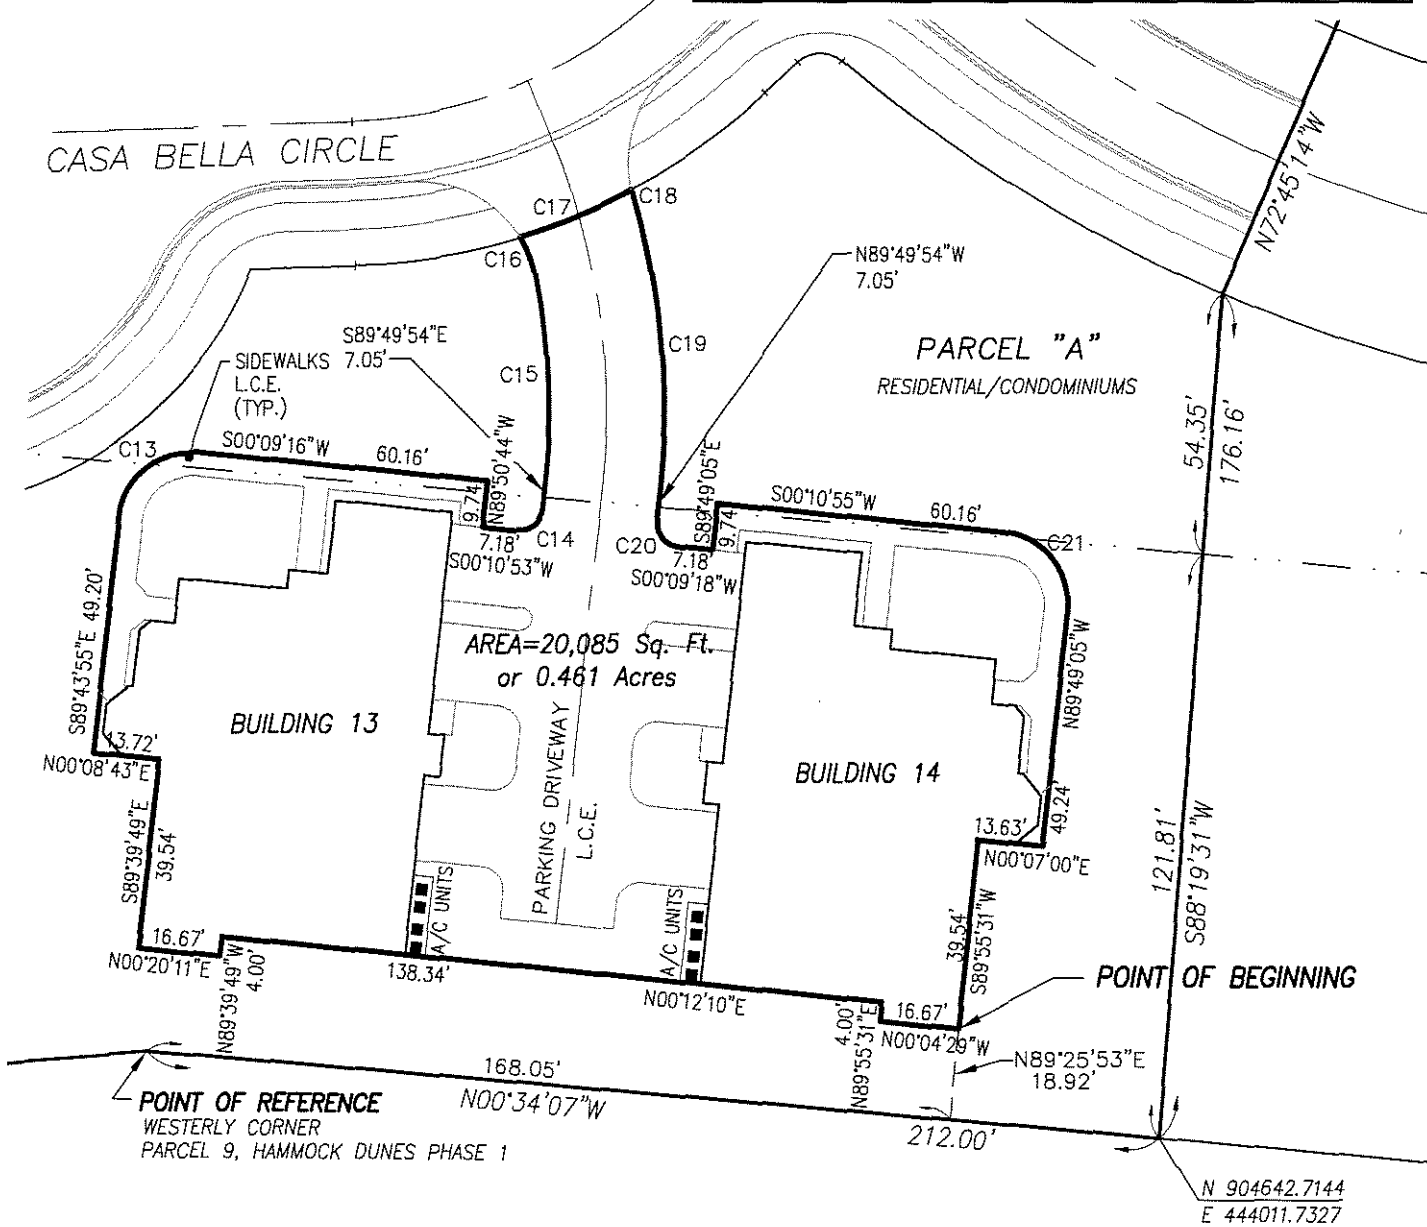 CASA BELLA CIRCLE
C17
C18
C16
N72°45'14"W
N89°49'54"W
7.05'
S89°49'54"E
7.05'
SIDEWALKS
L.C.E.
(TYP.)
C15
C19
PARCEL "A"
RESIDENTIAL/CONDOMINIUMS
54.35'
176.16'
C13
S00°09'16"W
60.16'
N89°50'44"W
9.74'
7.18'
S00°10'53"W
C14
S89°49'05"E
9.74'
C20
7.18'
S00°09'18"W
S00°10'55"W
60.16'
C21
S89°43'55"E 49.20'
AREA=20,085 Sq. Ft.
or 0.461 Acres
BUILDING 13
BUILDING 14
PARKING DRIVEWAY
L.C.E.
N89°49'05"W
49.24'
13.72'
N00°08'43"E
S89°39'49"E
39.54'
13.63'
N00°07'00"E
121.81'
S88°19'31"W
A/C UNITS
A/C UNITS
39.54'
S89°55'31"W
16.67'
N00°20'11"E
N89°39'49"W
4.00'
138.34'
N00°12'10"E
4.00'
N89°55'31"E
16.67'
N00°04'29"W
POINT OF BEGINNING
N89°25'53"E
18.92'
168.05'
N00°34'07"W
212.00'
POINT OF REFERENCE
WESTERLY CORNER
PARCEL 9, HAMMOCK DUNES PHASE 1
N 904642.7144
E 444011.7327